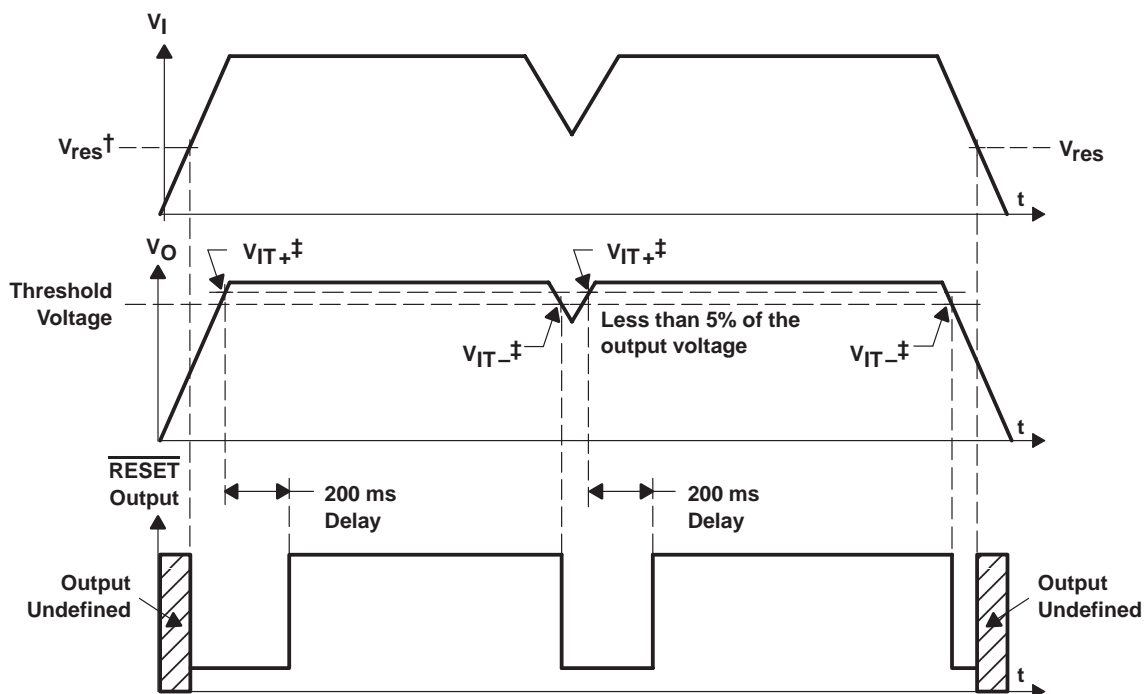 VI
Vres†
Vres
t
VO
VIT+‡
VIT+‡
Threshold
Voltage
Less than 5% of the
output voltage
VIT–‡
VIT–‡
t
RESET
Output
200 ms
Delay
200 ms
Delay
Output
Undefined
Output
Undefined
t